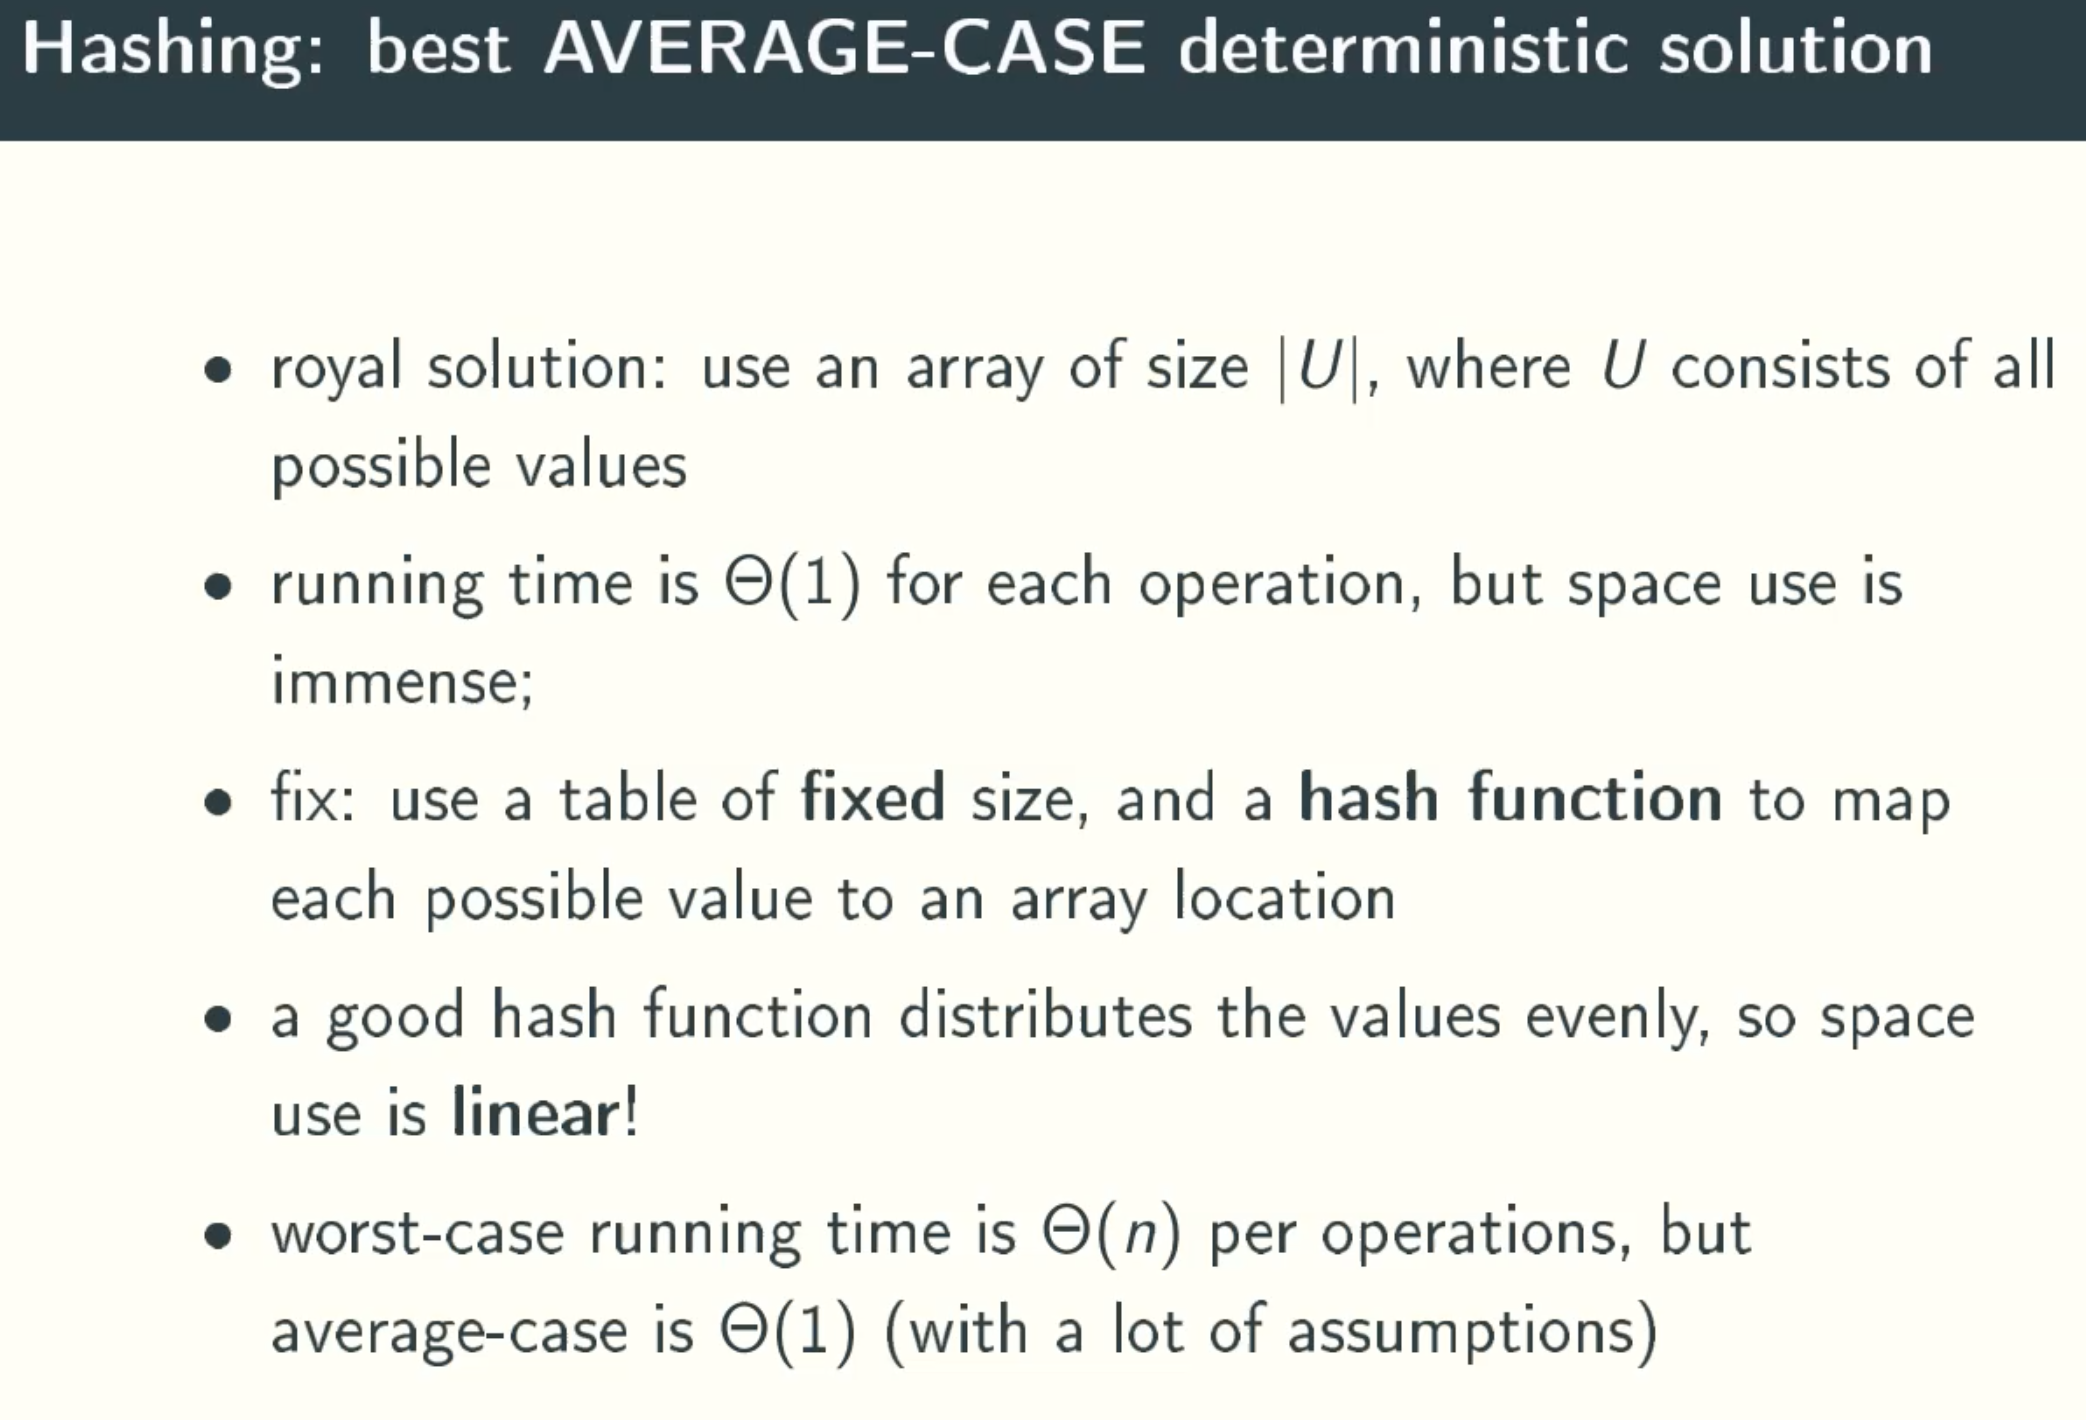 Hashing: best AVERAGE-CASE deterministic solution
• royal solution: use an array of size |U|, where U consists of all
possible values
• running time is Θ(1) for each operation, but space use is
immense;
• fix: use a table of fixed size, and a hash function to map
each possible value to an array location
• a good hash function distributes the values evenly, so space
use is linear!
• worst-case running time is Θ(n) per operations, but
average-case is Θ(1) (with a lot of assumptions)